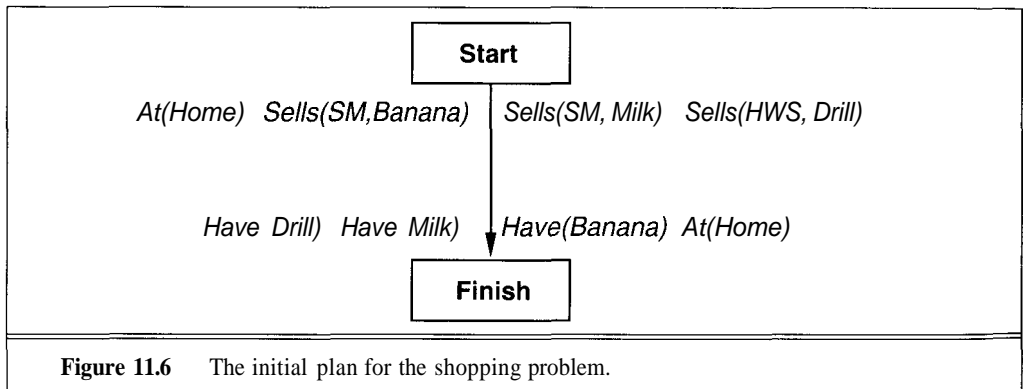 Start
At(Home) Sells(SM,Banana) Sells(SM, Milk) Sells(HWS, Drill)
Have Drill) Have Milk) Have(Banana) At(Home)
Finish
Figure 11.6 The initial plan for the shopping problem.